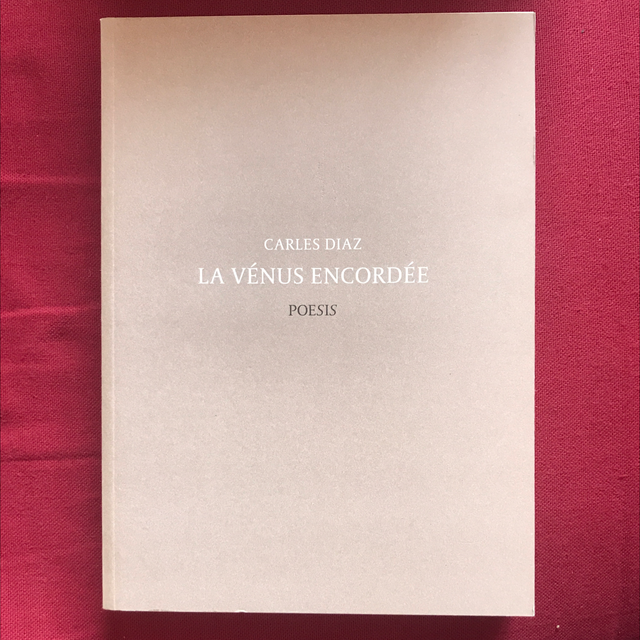 CARLES DIAZ
LA VÉNUS ENCORDÉE
POESIS